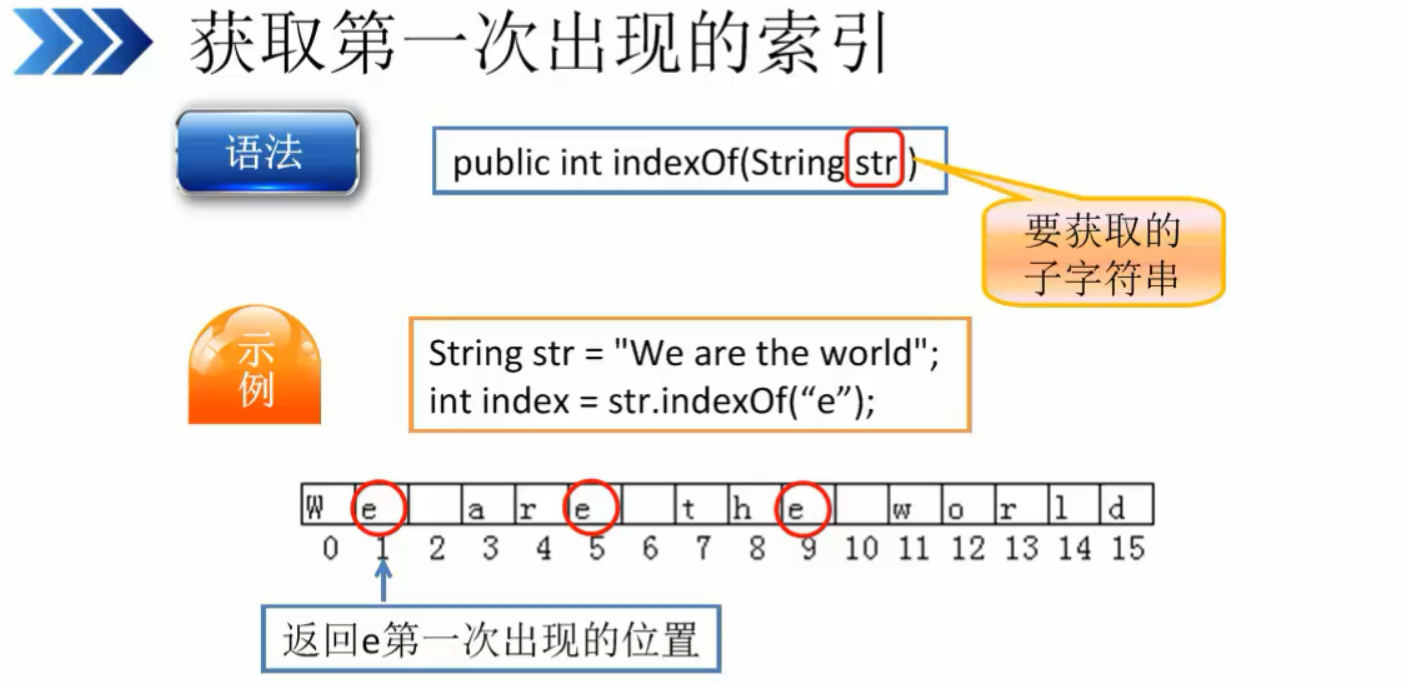 获取第一次出现的索引
语法
public int indexOf(String str )
要获取的
子字符串
示
例
String str = "We are the world";
int index = str.indexOf(“e”);
W e   a r e   t h e   w o r l d
0 1 2 3 4 5 6 7 8 9 10 11 12 13 14 15
返回e第一次出现的位置